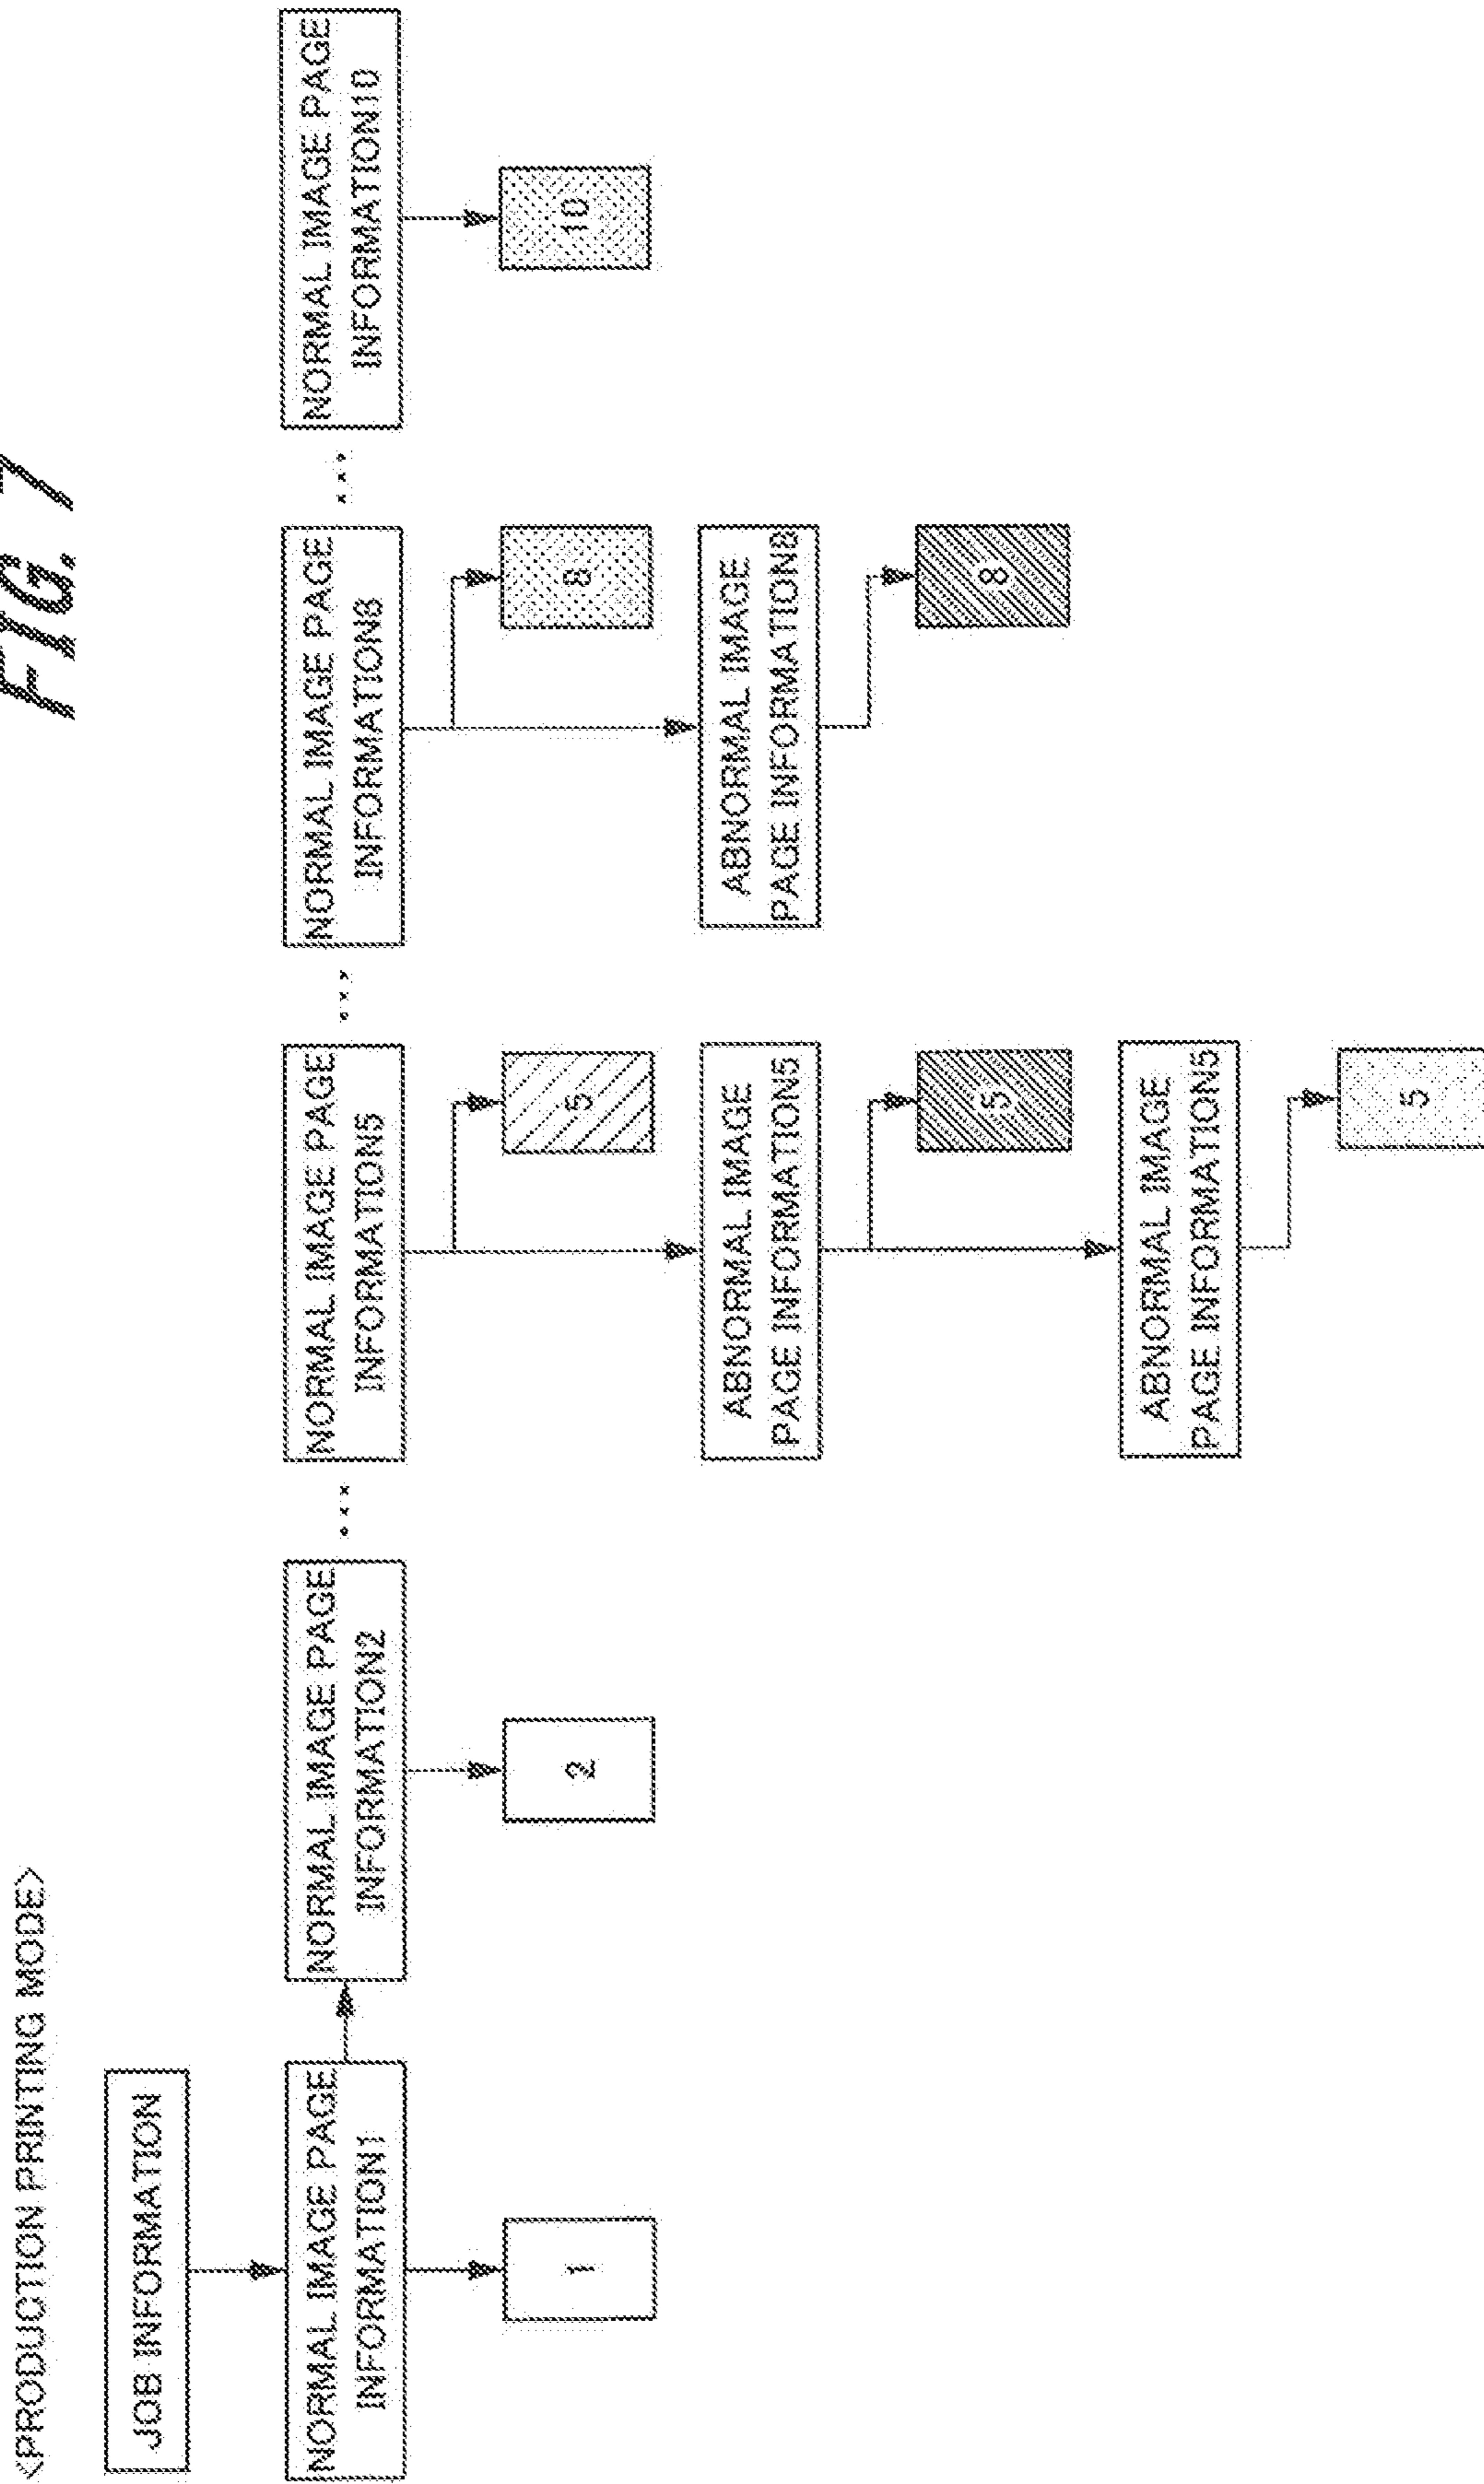 FIG. 7
<PRODUCTION PRINTING MODE>
JOB INFORMATION
NORMAL IMAGE PAGE
INFORMATION1
1
NORMAL IMAGE PAGE
INFORMATION2
2
...
NORMAL IMAGE PAGE
INFORMATION5
5
ABNORMAL IMAGE
PAGE INFORMATION5
5
ABNORMAL IMAGE
PAGE INFORMATION5
5
...
NORMAL IMAGE PAGE
INFORMATION8
8
ABNORMAL IMAGE
PAGE INFORMATION8
8
...
NORMAL IMAGE PAGE
INFORMATION10
10